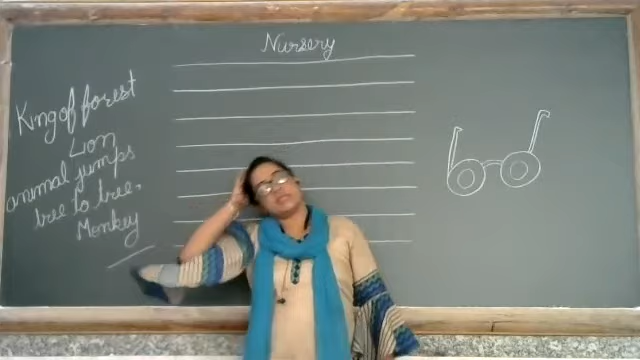 Nursery
King of forest
Lion
animal jumps
tree to tree.
Monkey